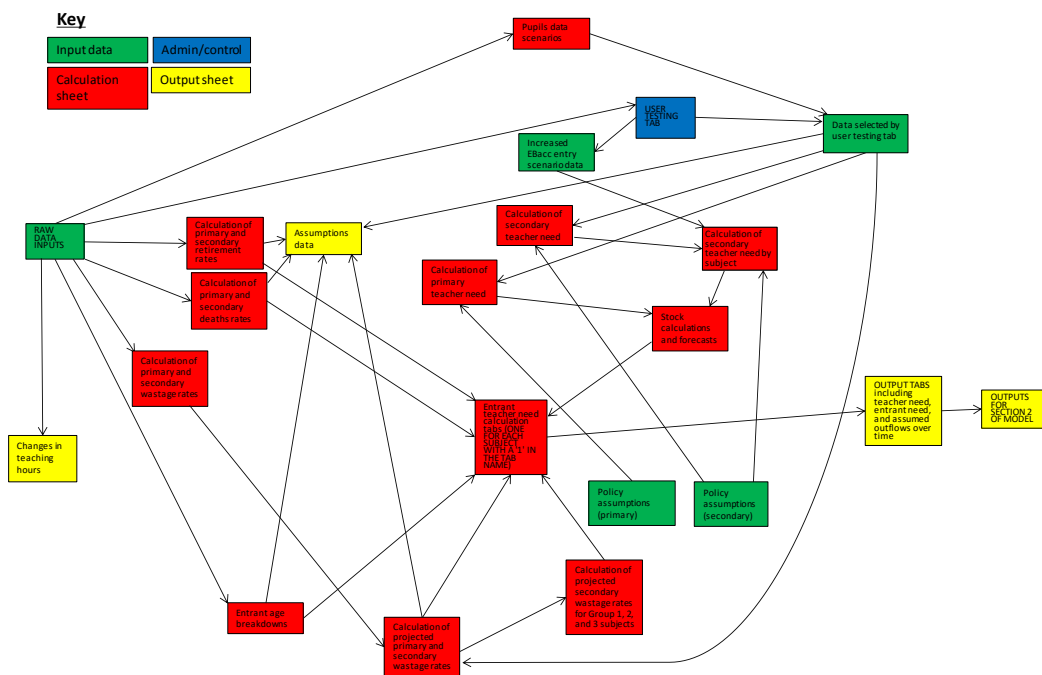 Key
Input data
Admin/control
Calculation
sheet
Output sheet
Pupils data
scenarios
USER
TESTING
TAB
Data selected by
user testing tab
Increased
EBacc entry
scenario data
RAW
DATA
INPUTS
Calculation of
primary and
secondary
retirement
rates
Assumptions
data
Calculation of
secondary
teacher need
Calculation of
secondary
teacher need by
subject
Calculation of
primary and
secondary
deaths rates
Calculation of
primary
teacher need
Stock
calculations
and forecasts
Calculation of
primary and
secondary
wastage rates
Entrant
teacher need
calculation
tabs (ONE
FOR EACH
SUBJECT
WITH A '1' IN
THE TAB
NAME)
OUTPUT TABS
including
teacher need,
entrant need,
and assumed
outflows over
time
OUTPUTS
FOR
SECTION 2
OF MODEL
Changes in
teaching
hours
Policy
assumptions
(primary)
Policy
assumptions
(secondary)
Entrant age
breakdowns
Calculation of
projected
primary and
secondary
wastage rates
Calculation of
projected
secondary
wastage rates
for Group 1, 2,
and 3 subjects